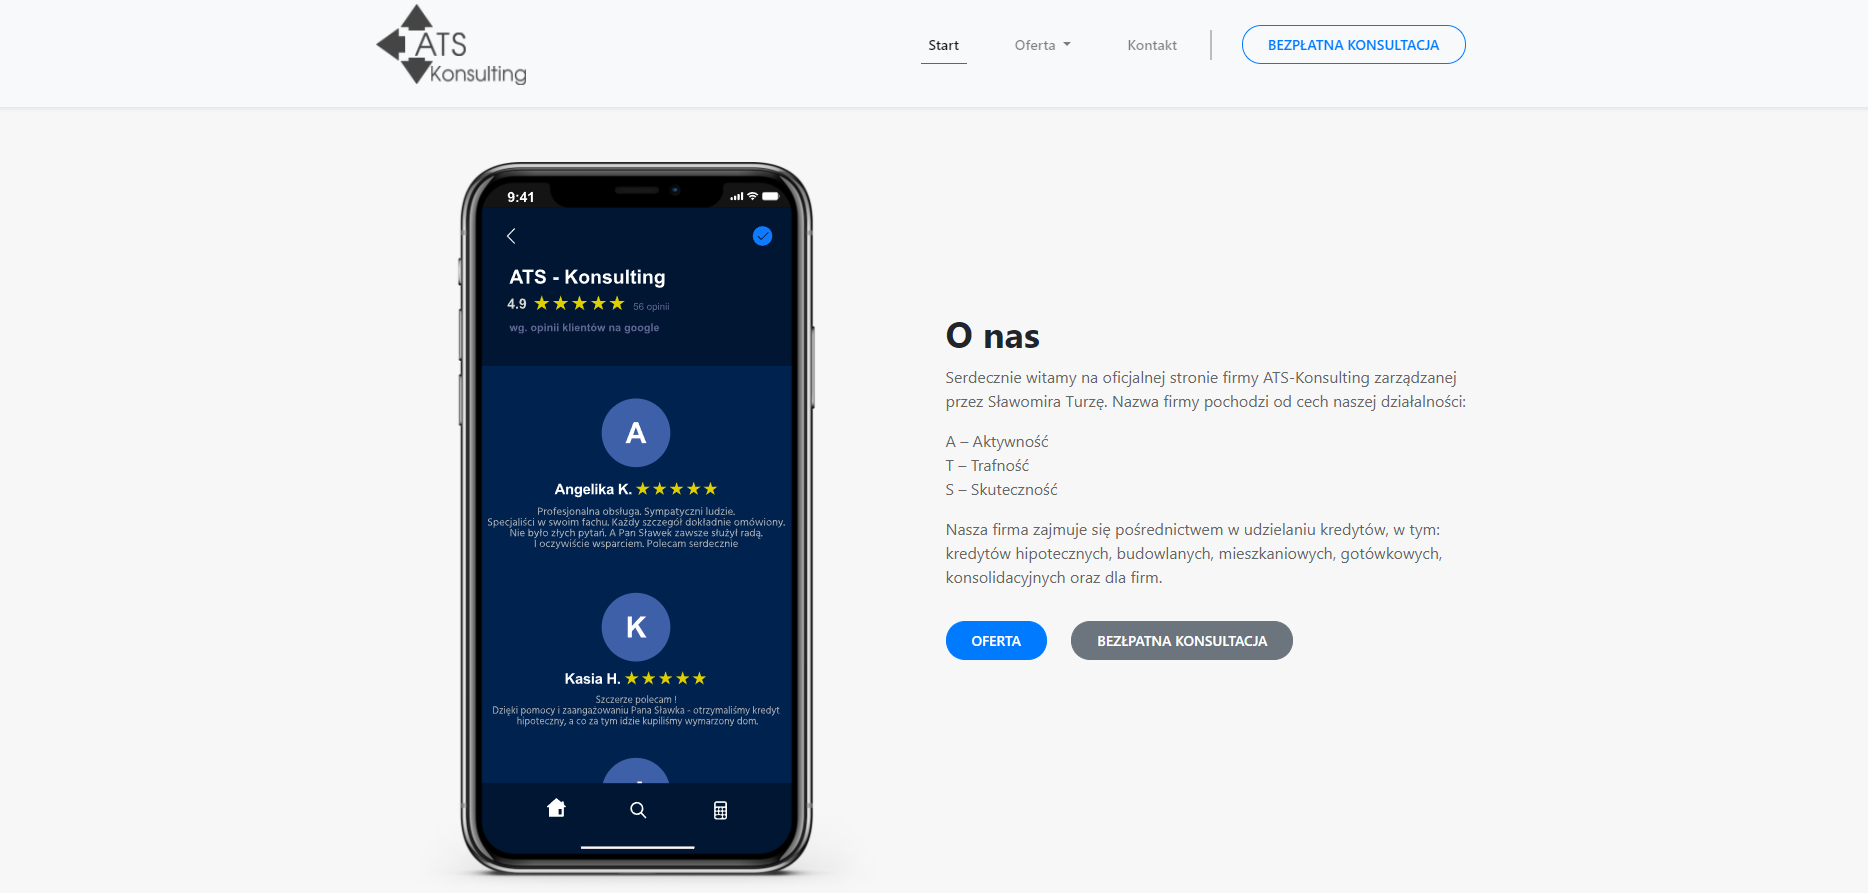 ATS
Konsulting
Start
Oferta
Kontakt
BEZPŁATNA KONSULTACJA
9:41
ATS - Konsulting
4.9 ★★★★★ 56 opinii
wg. opinii klientów na google
A
Angelika K. ★★★★★
Profesjonalna obsługa. Sympatyczni ludzie.
Specjaliści w swoim fachu. Każdy szczegół dokładnie omówiony.
Nie było złych pytań. A Pan Sławek zawsze służył radą.
I oczywiście wsparciem. Polecam serdecznie
K
Kasia H. ★★★★★
Szczerze polecam !
Dzięki pomocy i zaangażowaniu Pana Sławka - otrzymaliśmy kredyt
hipoteczny, a co za tym idzie kupiliśmy wymarzony dom.
O nas
Serdecznie witamy na oficjalnej stronie firmy ATS-Konsulting zarządzanej
przez Sławomira Turzę. Nazwa firmy pochodzi od cech naszej działalności:
A – Aktywność
T – Trafność
S – Skuteczność
Nasza firma zajmuje się pośrednictwem w udzielaniu kredytów, w tym:
kredytów hipotecznych, budowlanych, mieszkaniowych, gotówkowych,
konsolidacyjnych oraz dla firm.
OFERTA
BEZŁPATNA KONSULTACJA